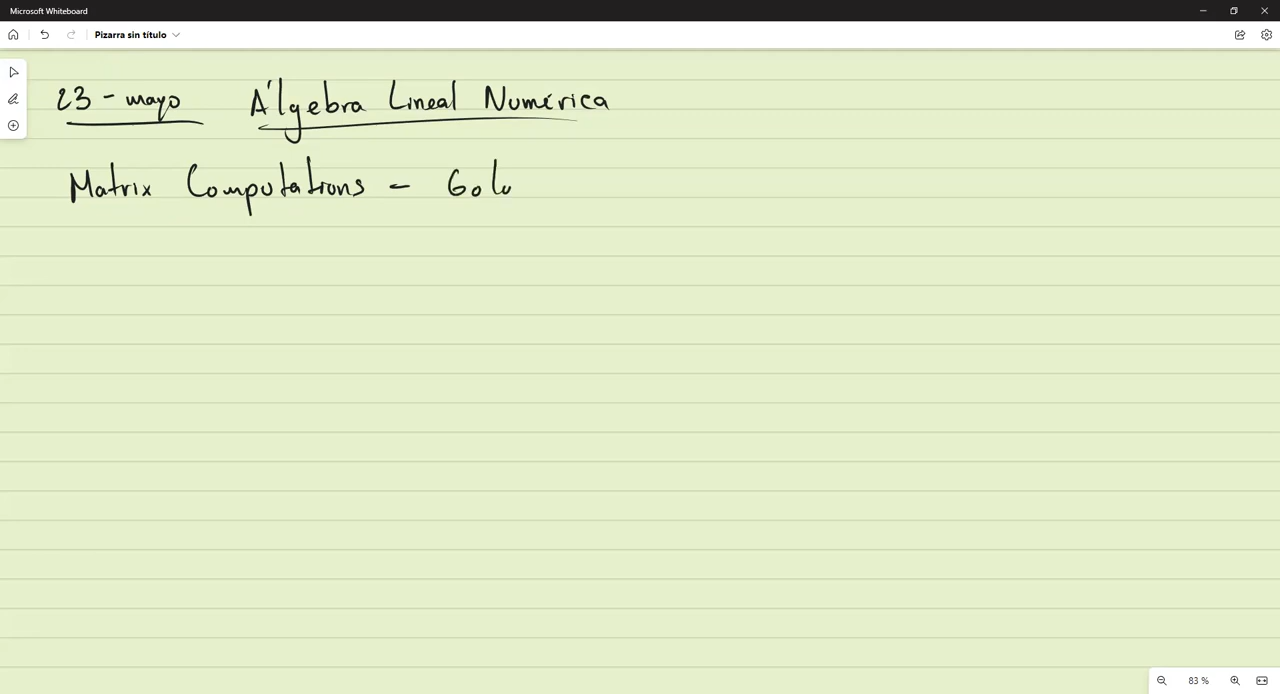 Microsoft Whiteboard
Pizarra sin título
23 - mayo Álgebra Lineal Numérica
Matrix Computations - Golu
83 %